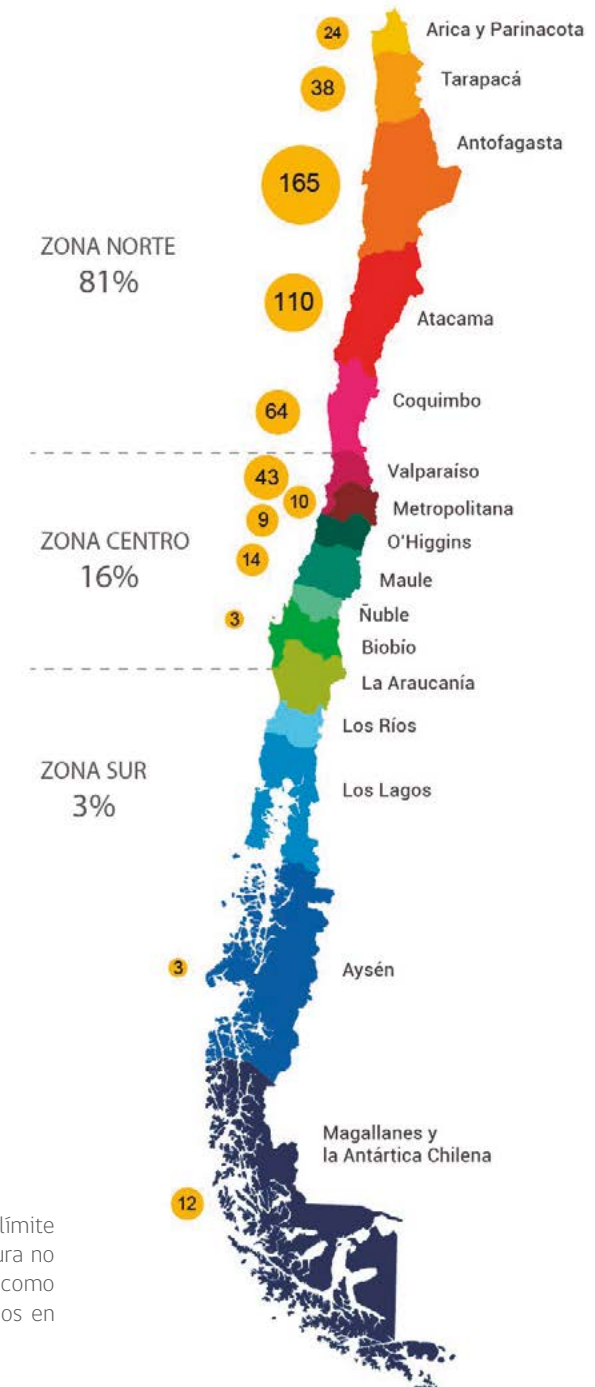 24
Arica y Parinacota
38
Tarapacá
Antofagasta
165
ZONA NORTE
81%
110
Atacama
64
Coquimbo
43
Valparaíso
10
Metropolitana
9
O'Higgins
ZONA CENTRO
16%
14
Maule
3
Ñuble
Biobío
La Araucanía
Los Ríos
ZONA SUR
3%
Los Lagos
3
Aysén
Magallanes y
la Antártica Chilena
12
límite
ura no
como
os en